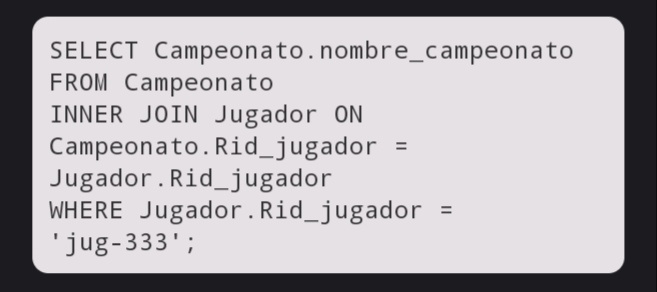 SELECT Campeonato.nombre_campeonato
FROM Campeonato
INNER JOIN Jugador ON
Campeonato.Rid_jugador =
Jugador.Rid_jugador
WHERE Jugador.Rid_jugador =
'jug-333';